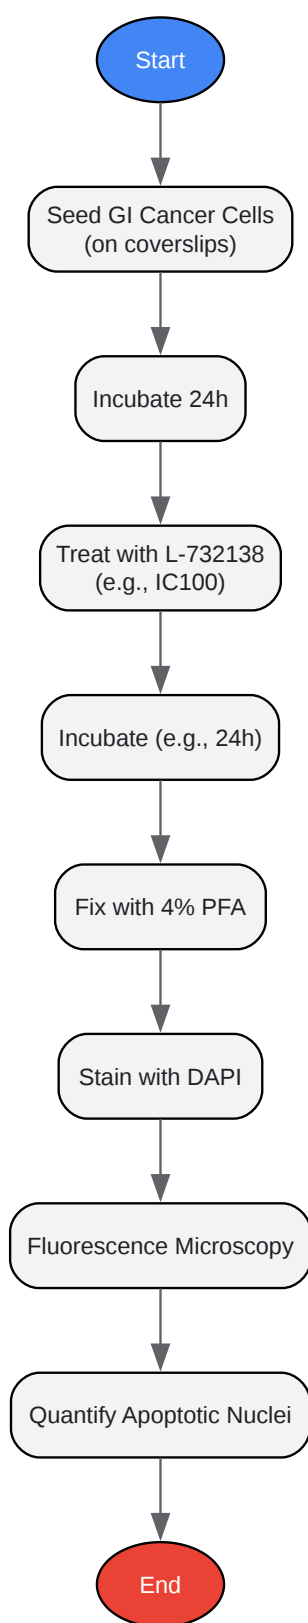 Start
Seed GI Cancer Cells
(on coverslips)
Incubate 24h
Treat with L-732138
(e.g., IC100)
Incubate (e.g., 24h)
Fix with 4% PFA
Stain with DAPI
Fluorescence Microscopy
Quantify Apoptotic Nuclei
End